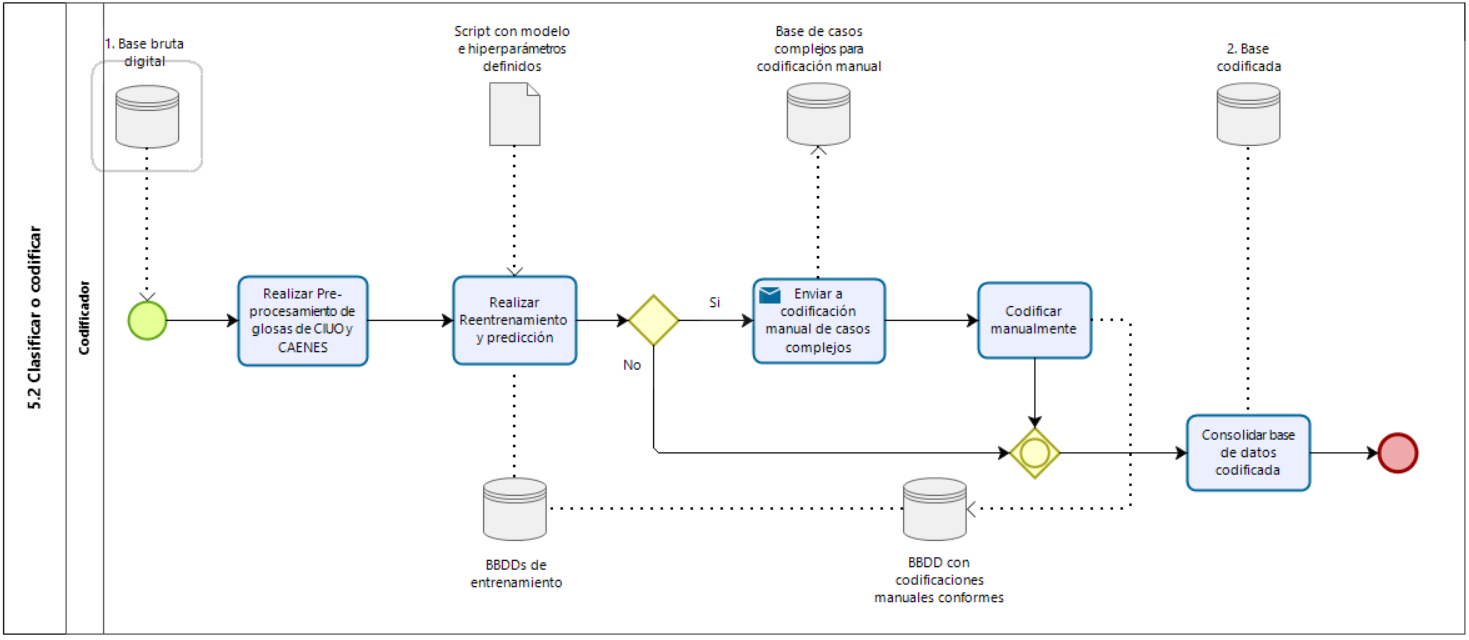 5.2 Clasificar o codificar
Codificador
1. Base bruta
digital
Script con modelo
e hiperparámetros
definidos
Base de casos
complejos para
codificación manual
2. Base
codificada
Realizar Pre-
procesamiento de
glosas de CIUO y
CAENES
Realizar
Reentrenamiento
y predicción
Si
No
Enviar a
codificación
manual de casos
complejos
Codificar
manualmente
Consolidar base
de datos
codificada
BBDDs de
entrenamiento
BBDD con
codificaciones
manuales conformes